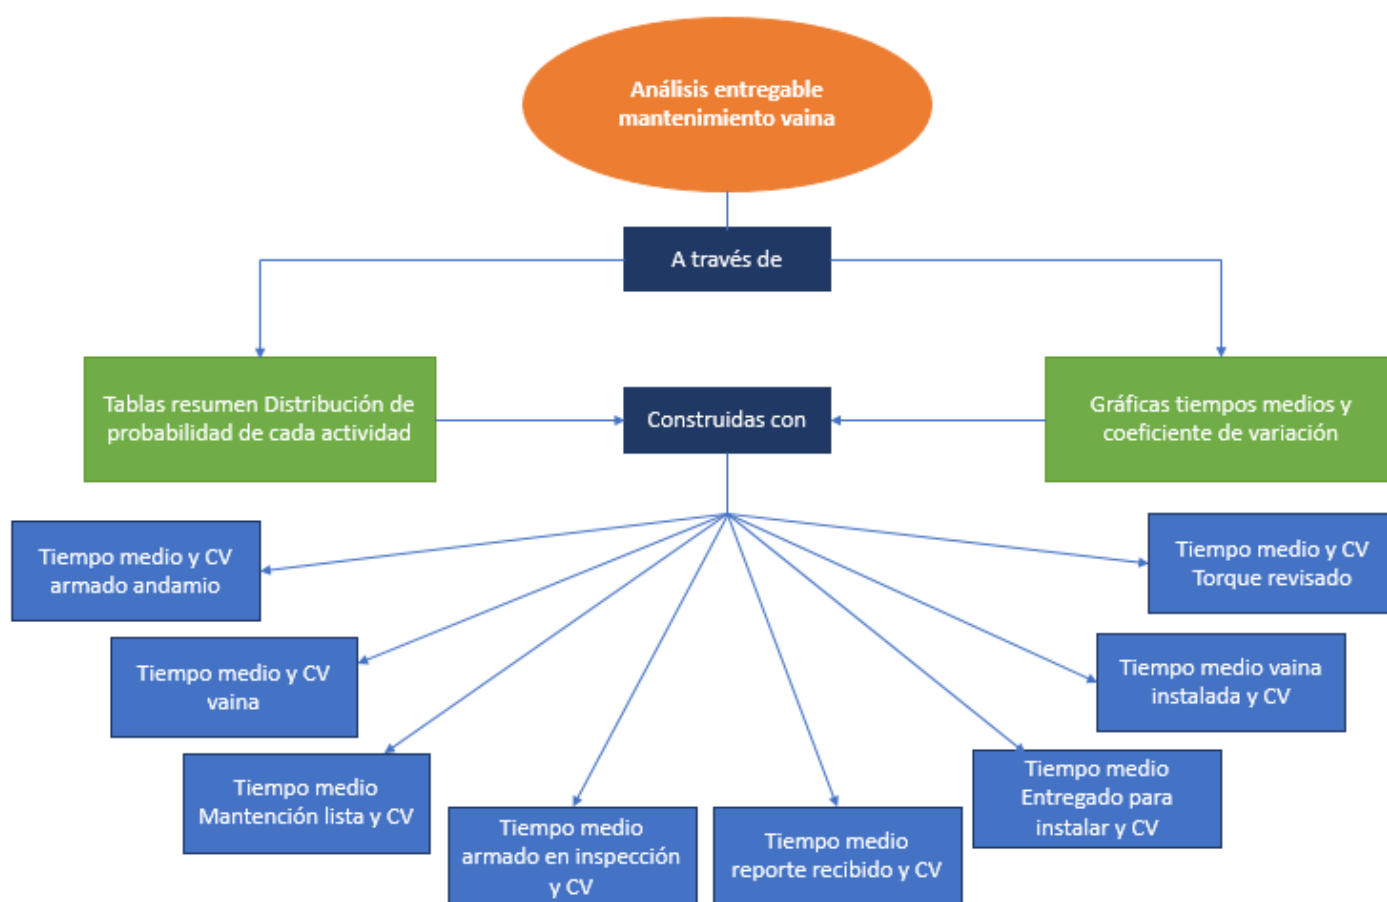 Análisis entregable
mantenimiento vaina
A través de
Tablas resumen Distribución de
probabilidad de cada actividad
Construidas con
Gráficas tiempos medios y
coeficiente de variación
Tiempo medio y CV
armado andamio
Tiempo medio y CV
vaina
Tiempo medio
Mantención lista y CV
Tiempo medio
armado en inspección
y CV
Tiempo medio
reporte recibido y CV
Tiempo medio
Entregado para
instalar y CV
Tiempo medio vaina
instalada y CV
Tiempo medio y CV
Torque revisado